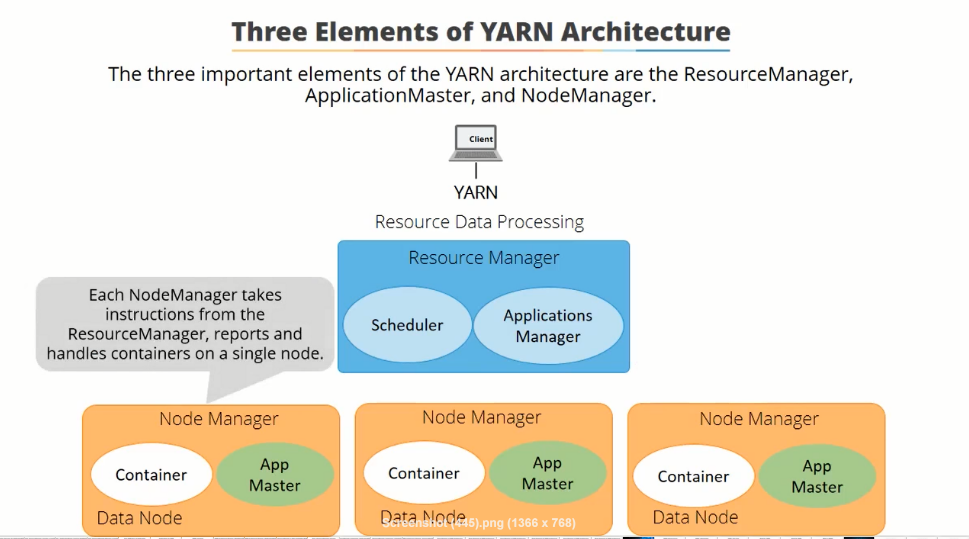 Three Elements of YARN Architecture
The three important elements of the YARN architecture are the ResourceManager,
ApplicationMaster, and NodeManager.
Client
YARN
Resource Data Processing
Resource Manager
Scheduler
Applications
Manager
Each NodeManager takes
instructions from the
ResourceManager, reports and
handles containers on a single node.
Node Manager
Container
App
Master
Data Node
Node Manager
Container
App
Master
Data Node
Screenshot (445).png (1366 x 768)
Node Manager
Container
App
Master
Data Node